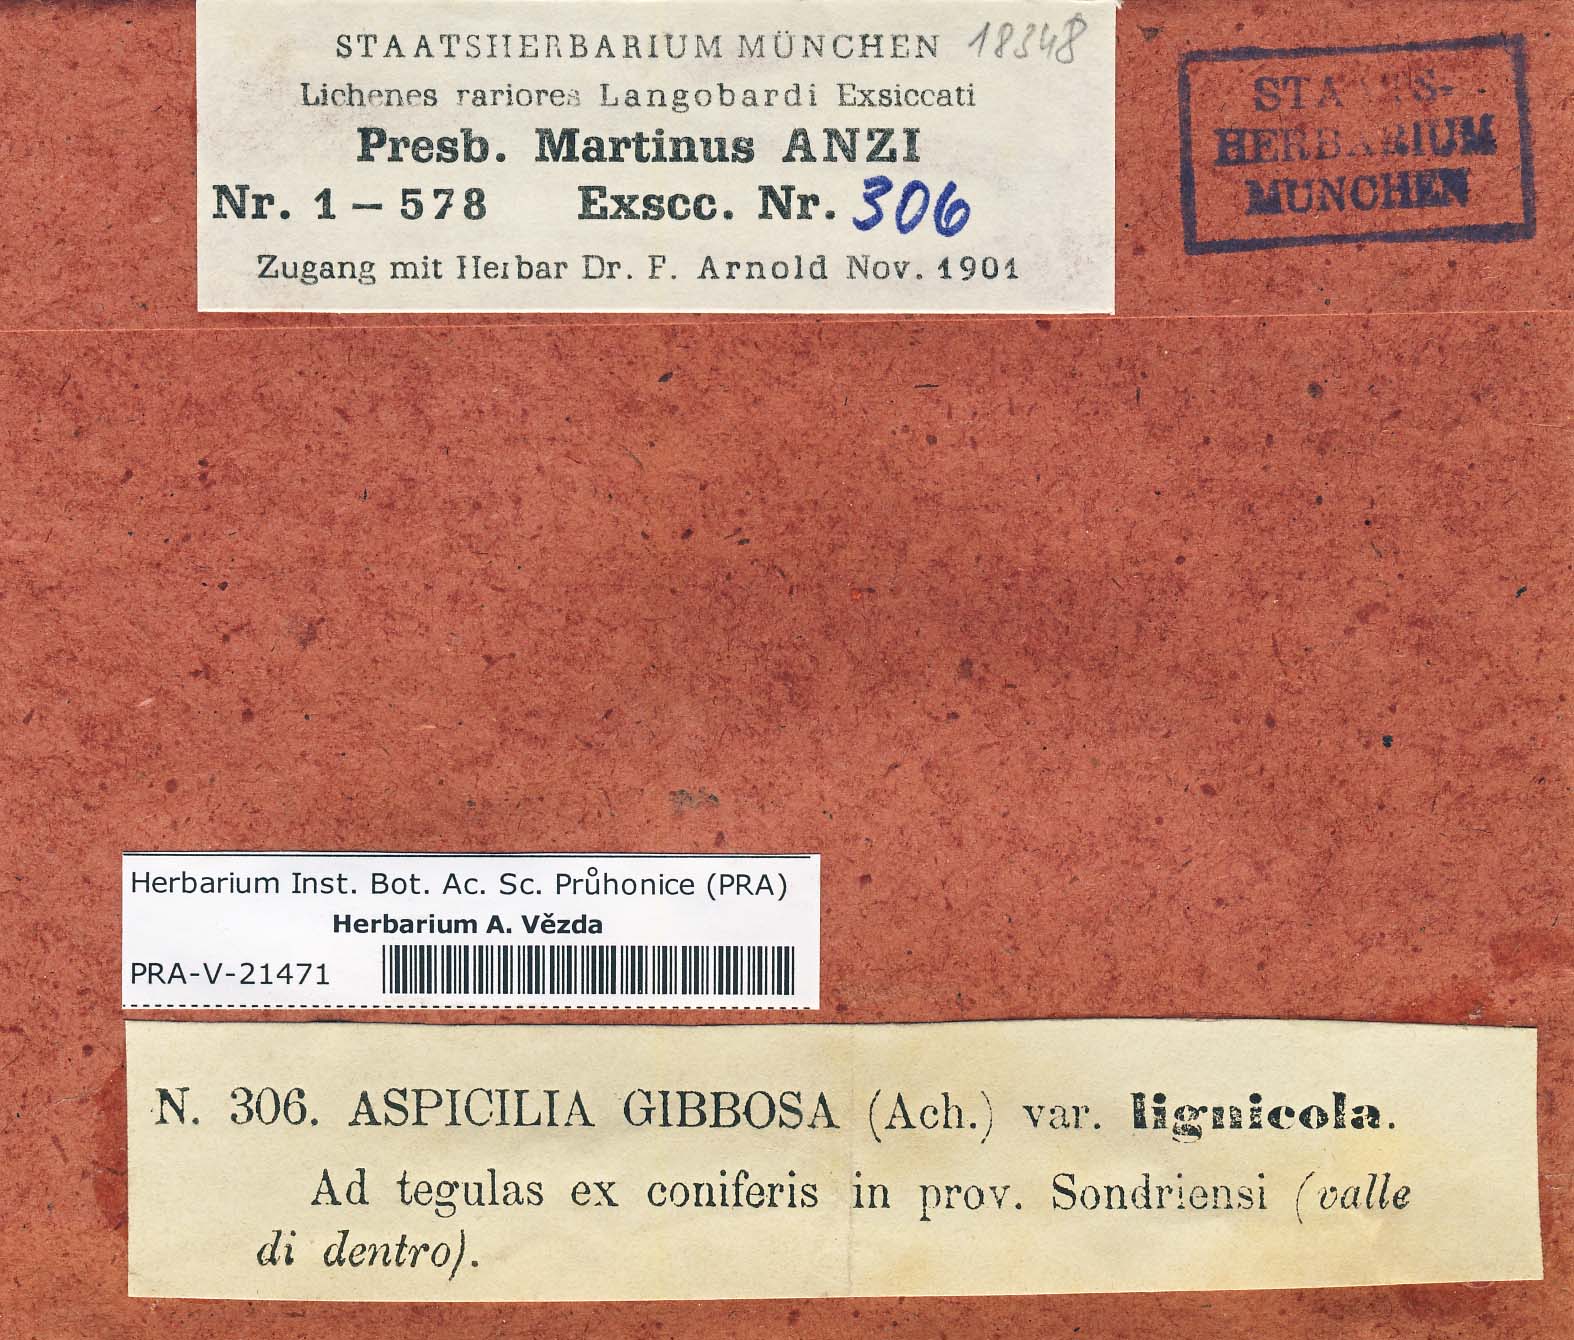 STAATSHERBARIUM MÜNCHEN 18348
Lichenes rariores Langobardi Exsiccati
Presb. Martinus ANZI
Nr. 1 – 578 Exscc. Nr. 306
Zugang mit Herbar Dr. F. Arnold Nov. 1901
STAATS-
HERBARIUM
MÜNCHEN
Herbarium Inst. Bot. Ac. Sc. Průhonice (PRA)
Herbarium A. Vězda
PRA-V-21471
N. 306. ASPICILIA GIBBOSA (Ach.) var. lignicola.
Ad tegulas ex coniferis in prov. Sondriensi (valle
di dentro).